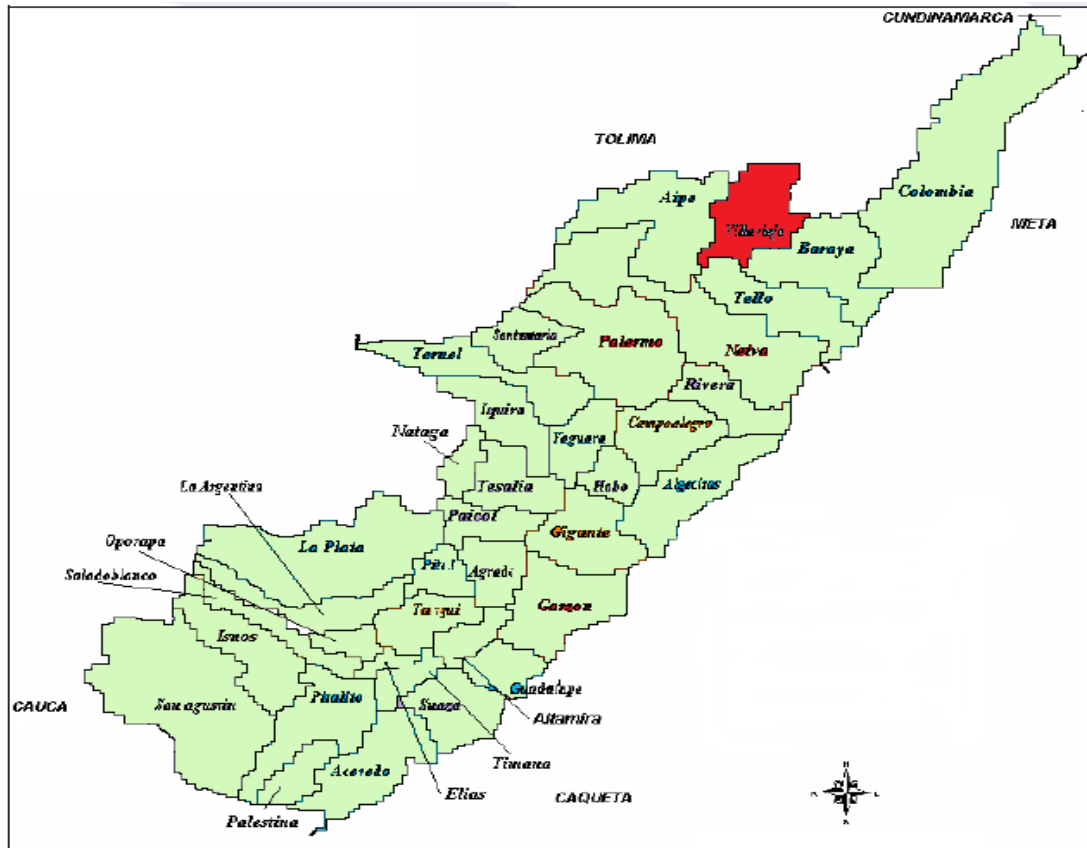 CUNDINAMARCA
TOLIMA
Aipe
Colombia
META
Villavieja
Baraya
Tello
Santamaria
Palermo
Neiva
Teruel
Rivera
Iquira
Campoalegre
Nataga
Yaguara
Tesalia
Hobo
Algeciras
La Argentina
Paicol
Oporapa
La Plata
Gigante
Pital
Agrado
Saladoblanco
Tarqui
Garzon
Isnos
Guadalupe
CAUCA
San agustin
Pitalito
Suaza
Altamira
Timana
Acevedo
Elias
CAQUETA
Palestina